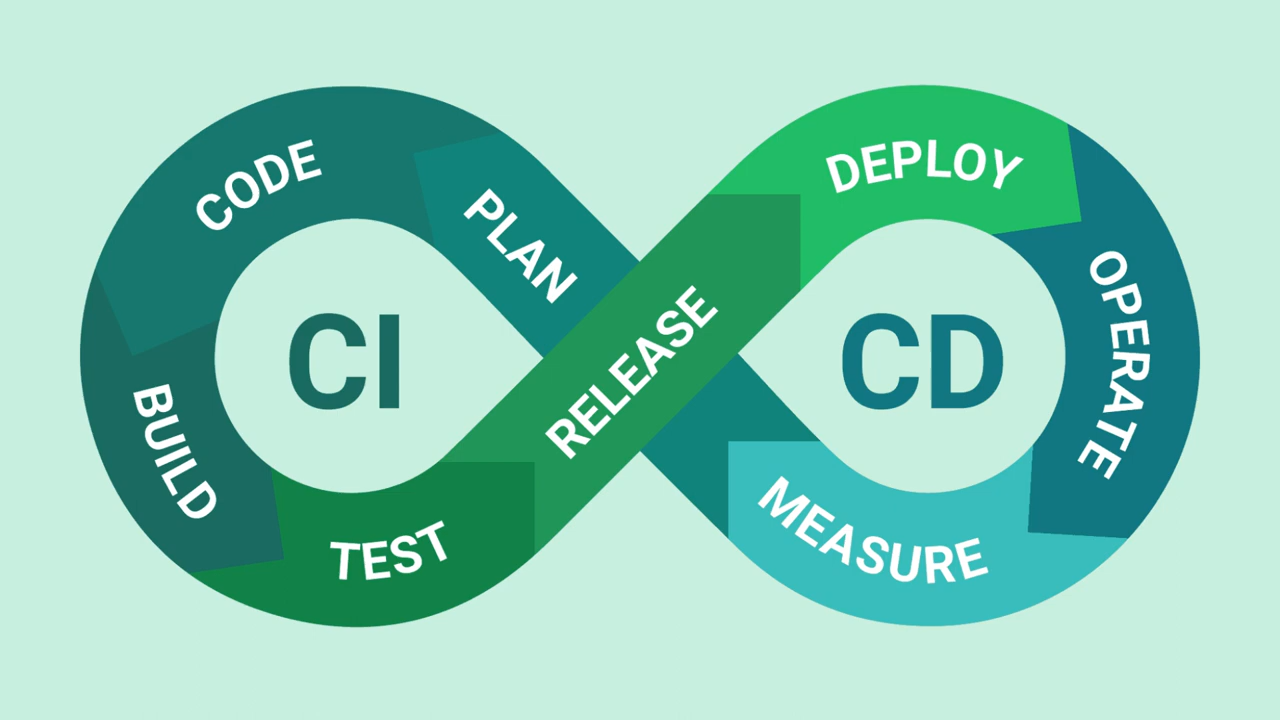 CODE
PLAN
BUILD
TEST
CI
RELEASE
DEPLOY
OPERATE
MEASURE
CD